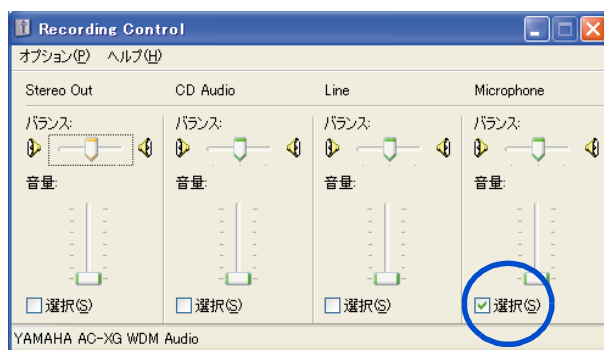 Recording Control
オプション(P) ヘルプ(H)
Stereo Out CD Audio Line Microphone
バランス: バランス: バランス: バランス:
音量: 音量: 音量: 音量:
選択(S) 選択(S) 選択(S) 選択(S)
YAMAHA AC-XG WDM Audio